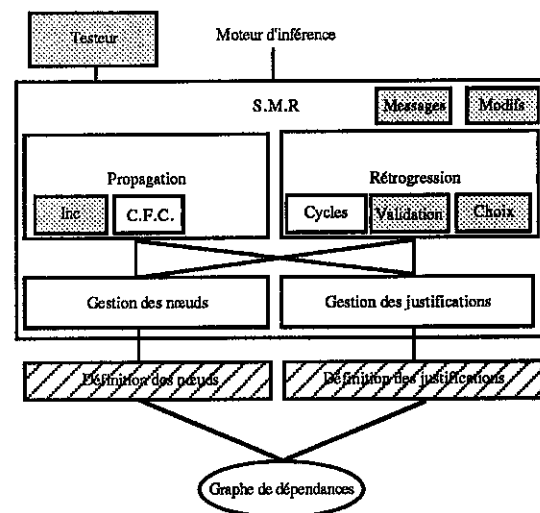 Testeur
Moteur d'inférence
S.M.R
Messages
Modifs
Propagation
Rétrogression
Inc
C.F.C.
Cycles
Validation
Choix
Gestion des nœuds
Gestion des justifications
Définition des nœuds
Définition des justifications
Graphe de dépendances